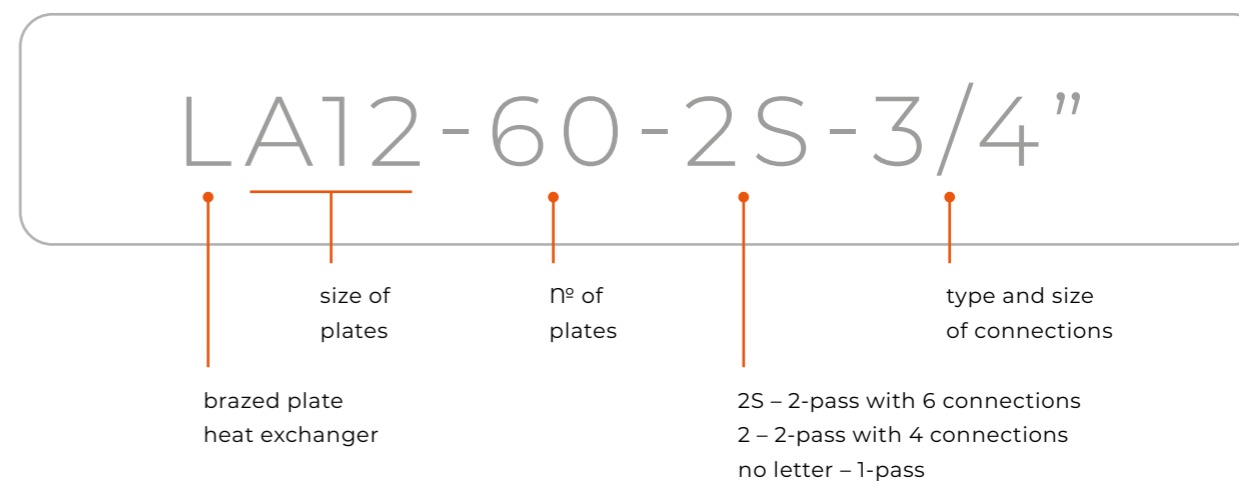 LA12-60-2S-3/4”
size of
plates
nº of
plates
type and size
of connections
brazed plate
heat exchanger
2S – 2-pass with 6 connections
2 – 2-pass with 4 connections
no letter – 1-pass